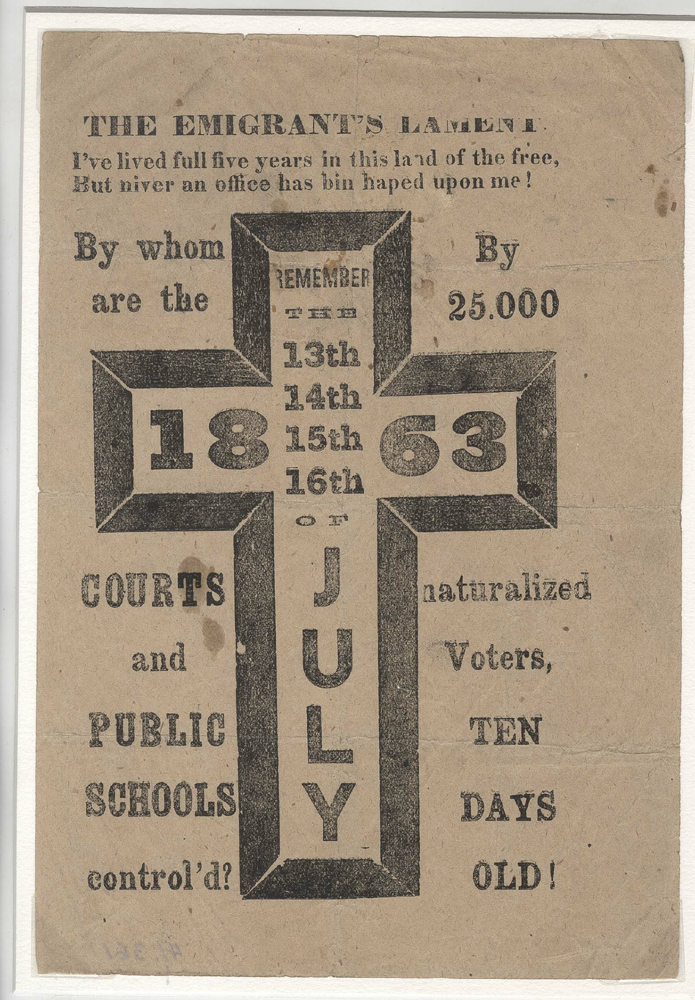 THE EMIGRANT'S LAMENT.
I've lived full five years in this land of the free,
But niver an office has bin haped upon me!
By whom
are the
COURTS
and
PUBLIC
SCHOOLS
control'd?
REMEMBER
THE
13th
14th
15th
16th
OF
JULY
1863
By
25.000
naturalized
Voters,
TEN
DAYS
OLD!